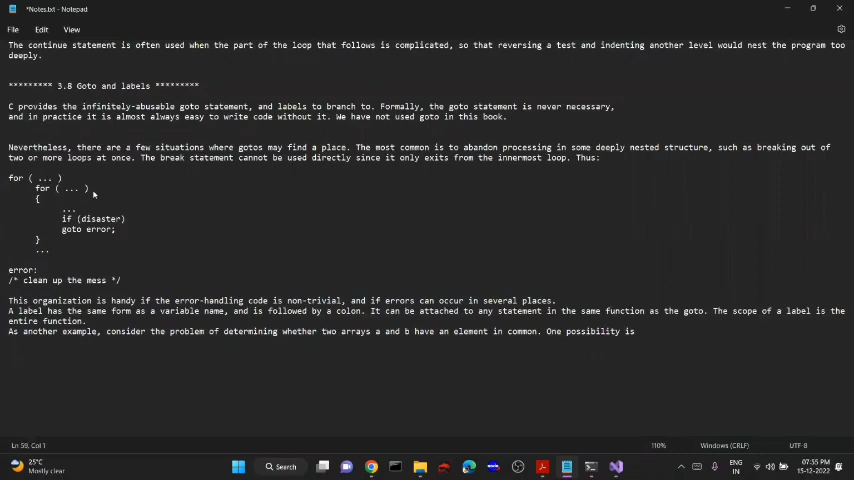 *Notes.txt - Notepad
File Edit View
The continue statement is often used when the part of the loop that follows is complicated, so that reversing a test and indenting another level would nest the program too
deeply.
********* 3.8 Goto and labels *********
C provides the infinitely-abusable goto statement, and labels to branch to. Formally, the goto statement is never necessary,
and in practice it is almost always easy to write code without it. We have not used goto in this book.
Nevertheless, there are a few situations where gotos may find a place. The most common is to abandon processing in some deeply nested structure, such as breaking out of
two or more loops at once. The break statement cannot be used directly since it only exits from the innermost loop. Thus:
for ( ... )
for ( ... )
{
...
if (disaster)
goto error;
}
...
error:
/* clean up the mess */
This organization is handy if the error-handling code is non-trivial, and if errors can occur in several places.
A label has the same form as a variable name, and is followed by a colon. It can be attached to any statement in the same function as the goto. The scope of a label is the
entire function.
As another example, consider the problem of determining whether two arrays a and b have an element in common. One possibility is
Ln 59, Col 1 110% Windows (CRLF) UTF-8
25°C
Mostly clear
Search
ENG
IN
07:55 PM
15-12-2022